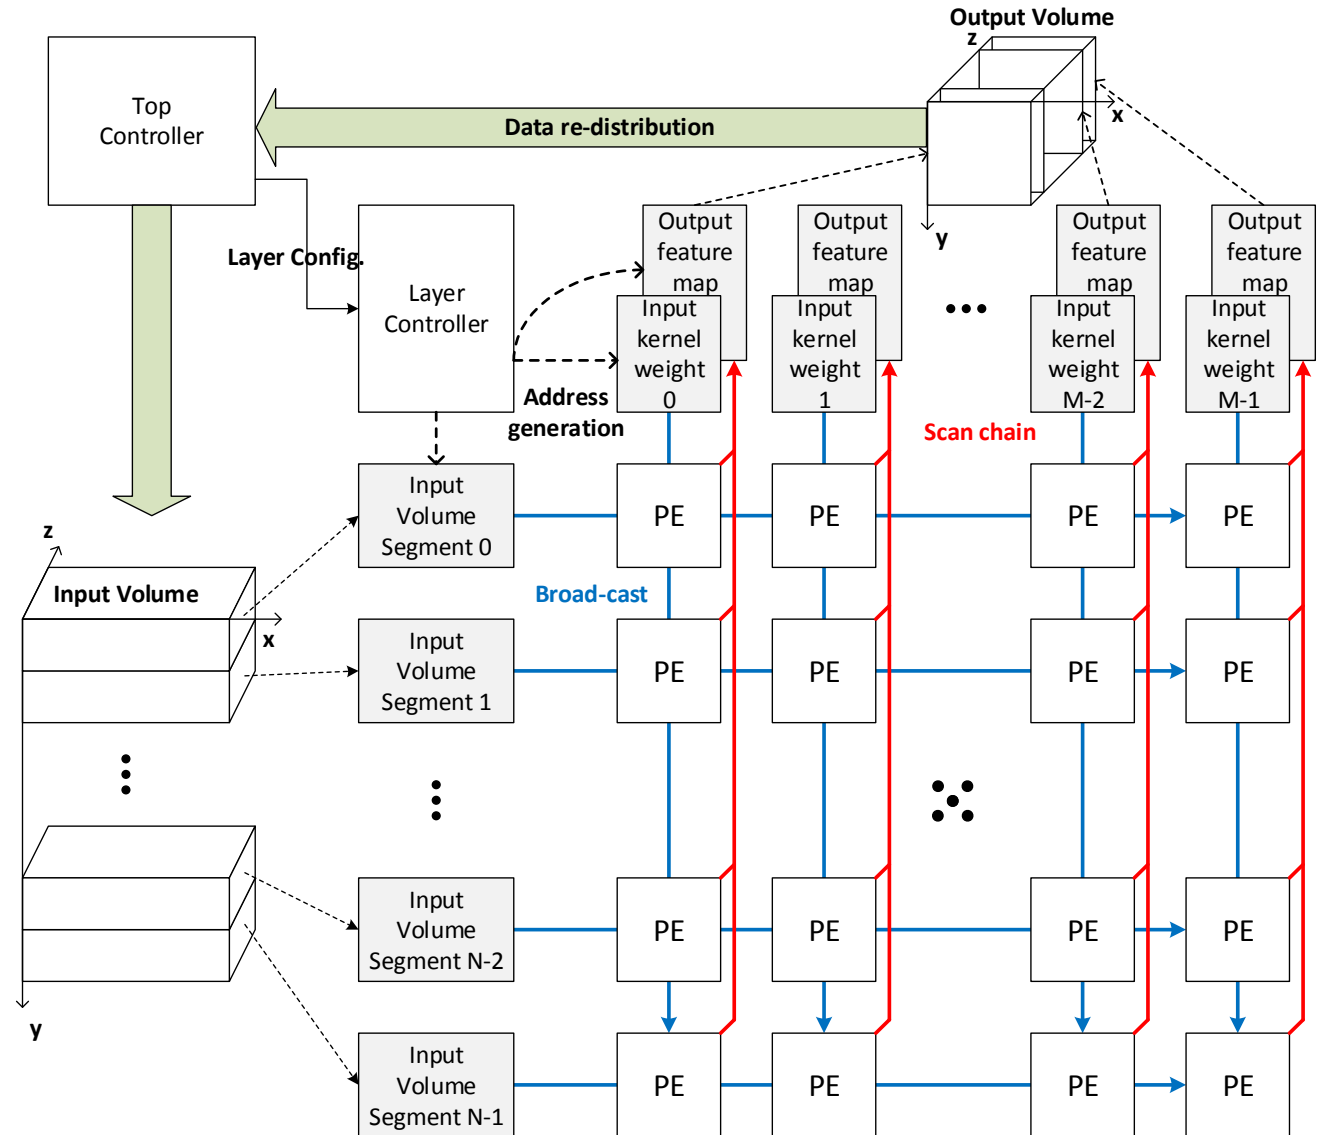 Output Volume
z
Top
Controller
Data re-distribution
x
y
Layer Config.
Layer
Controller
Output
feature
map
Input
kernel
weight
0
Output
feature
map
Input
kernel
weight
1
Output
feature
map
Input
kernel
weight
M-2
Output
feature
map
Input
kernel
weight
M-1
Address
generation
Scan chain
Input
Volume
Segment 0
PE
PE
PE
PE
z
Input Volume
x
Broad-cast
Input
Volume
Segment 1
PE
PE
PE
PE
Input
Volume
Segment N-2
PE
PE
PE
PE
y
Input
Volume
Segment N-1
PE
PE
PE
PE